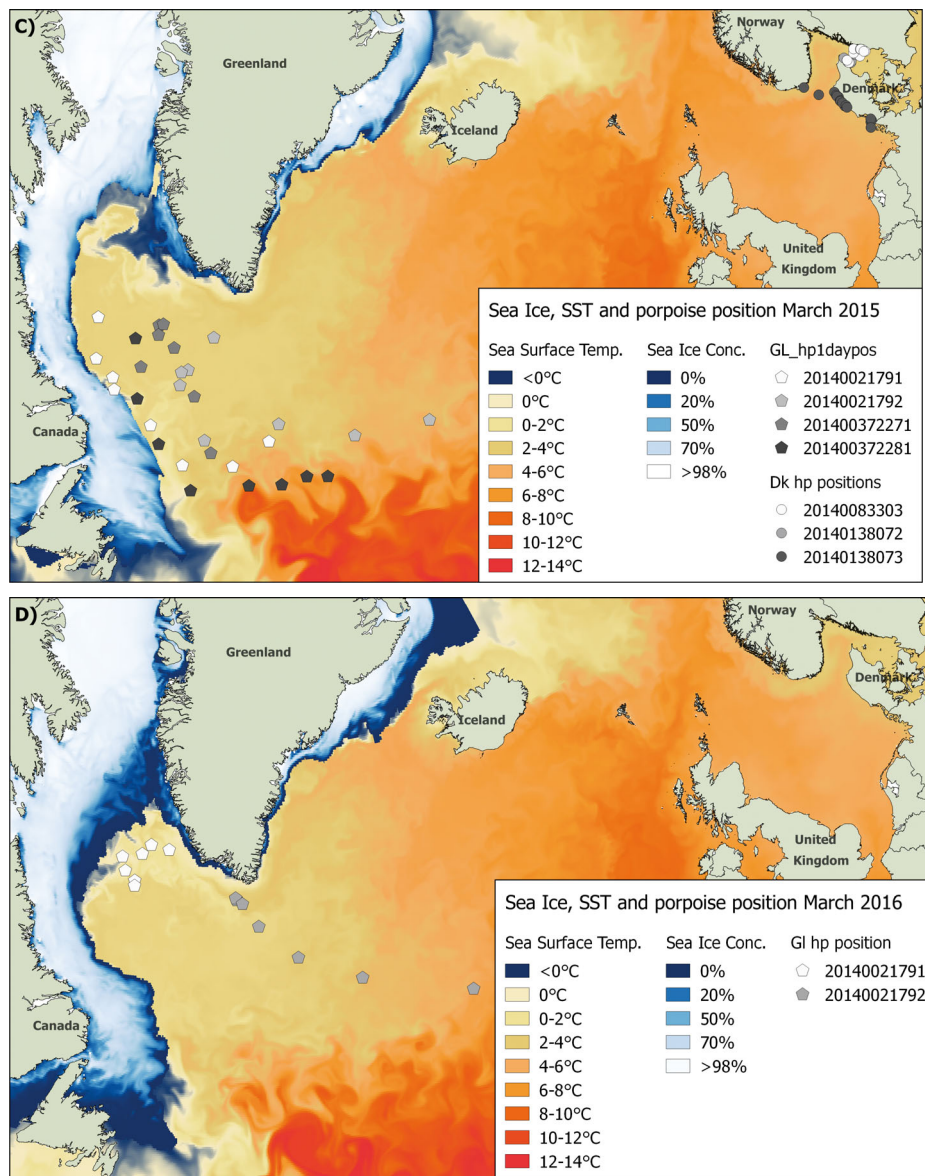 C)
Norway
Greenland
Denmark
Iceland
United
Kingdom
Canada
Sea Ice, SST and porpoise position March 2015
Sea Surface Temp.
<0°C
0°C
0-2°C
2-4°C
4-6°C
6-8°C
8-10°C
10-12°C
12-14°C
Sea Ice Conc.
0%
20%
50%
70%
>98%
GL_hp1daypos
20140021791
20140021792
201400372271
201400372281
Dk hp positions
20140083303
20140138072
20140138073
D)
Norway
Greenland
Denmark
Iceland
United
Kingdom
Canada
Sea Ice, SST and porpoise position March 2016
Sea Surface Temp.
<0°C
0°C
0-2°C
2-4°C
4-6°C
6-8°C
8-10°C
10-12°C
12-14°C
Sea Ice Conc.
0%
20%
50%
70%
>98%
Gl hp position
20140021791
20140021792